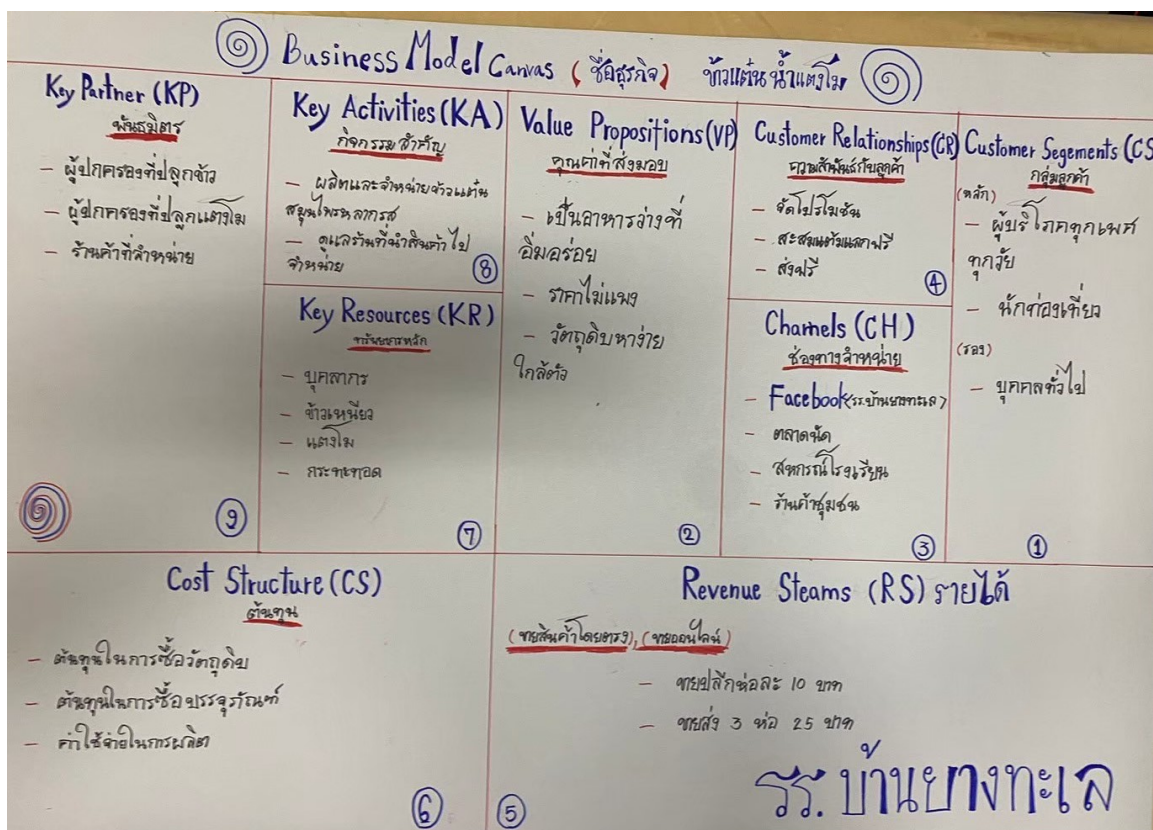 Business Model Canvas (ชื่อธุรกิจ) ข้าวแต๋นน้ำแตงโม
Key Partner (KP)
พันธมิตร
- ผู้ปกครองที่ปลูกข้าว
- ผู้ปกครองที่ปลูกแตงโม
- ร้านค้าที่จำหน่าย
9
Key Activities (KA)
กิจกรรมสำคัญ
- ผลิตและจำหน่ายข้าวแต๋น
สมุนไพรหลากรส
- ดูแลร้านที่นำสินค้าไป
จำหน่าย
8
Key Resources (KR)
ทรัพยากรหลัก
- บุคลากร
- ข้าวเหนียว
- แตงโม
- กระทะทอด
7
Value Propositions (VP)
คุณค่าที่ส่งมอบ
- เป็นอาหารว่างที่
อิ่มอร่อย
- ราคาไม่แพง
- วัตถุดิบหาง่าย
ใกล้ตัว
2
Customer Relationships (CR)
ความสัมพันธ์กับลูกค้า
- จัดโปรโมชั่น
- สะสมแต้มแลกฟรี
- ส่งฟรี
4
Channels (CH)
ช่องทางจำหน่าย
- Facebook (รร.บ้านยางทะเล)
- ตลาดนัด
- สหกรณ์โรงเรียน
- ร้านค้าชุมชน
3
Customer Segements (CS
กลุ่มลูกค้า
(หลัก)
- ผู้บริโภคทุกเพศ
ทุกวัย
- นักท่องเที่ยว
(รอง)
- บุคคลทั่วไป
1
Cost Structure (CS)
ต้นทุน
- ต้นทุนในการซื้อวัตถุดิบ
- ต้นทุนในการซื้อบรรจุภัณฑ์
- ค่าใช้จ่ายในการผลิต
6
Revenue Steams (RS) รายได้
(ขายสินค้าโดยตรง), (ขายออนไลน์)
- ขายปลีกห่อละ 10 บาท
- ขายส่ง 3 ห่อ 25 บาท
5
รร. บ้านยางทะเล